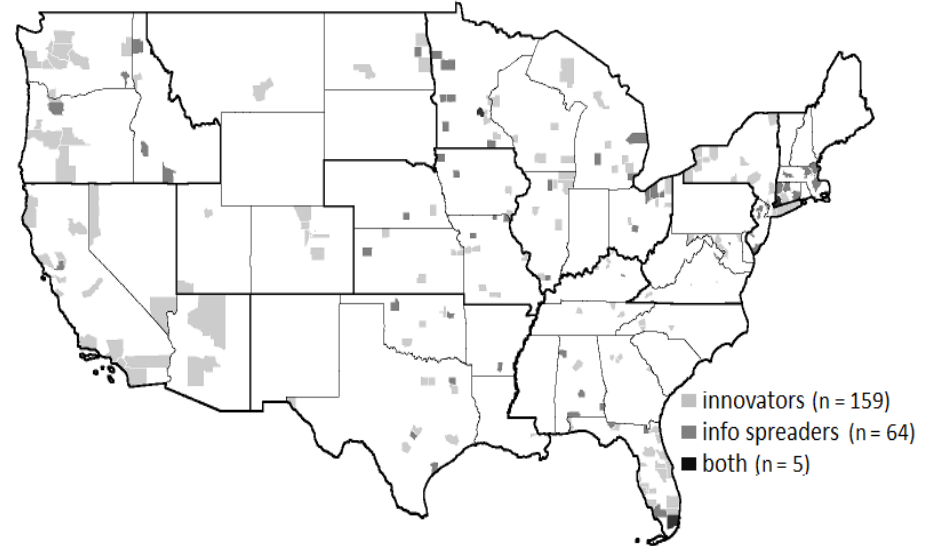 innovators (n = 159)
info spreaders (n = 64)
both (n = 5)